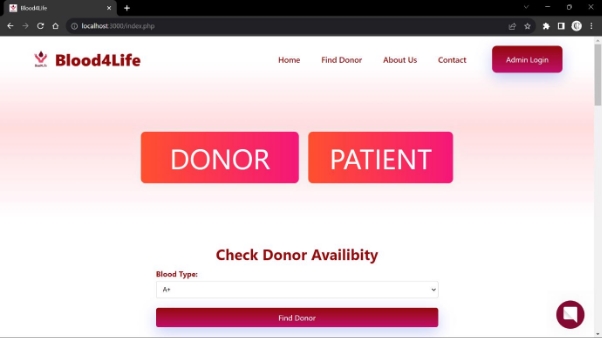 Blood4Life
localhost:3000/index.php
Blood4Life
Home
Find Donor
About Us
Contact
Admin Login
DONOR
PATIENT
Check Donor Availibity
Blood Type:
A+
Find Donor